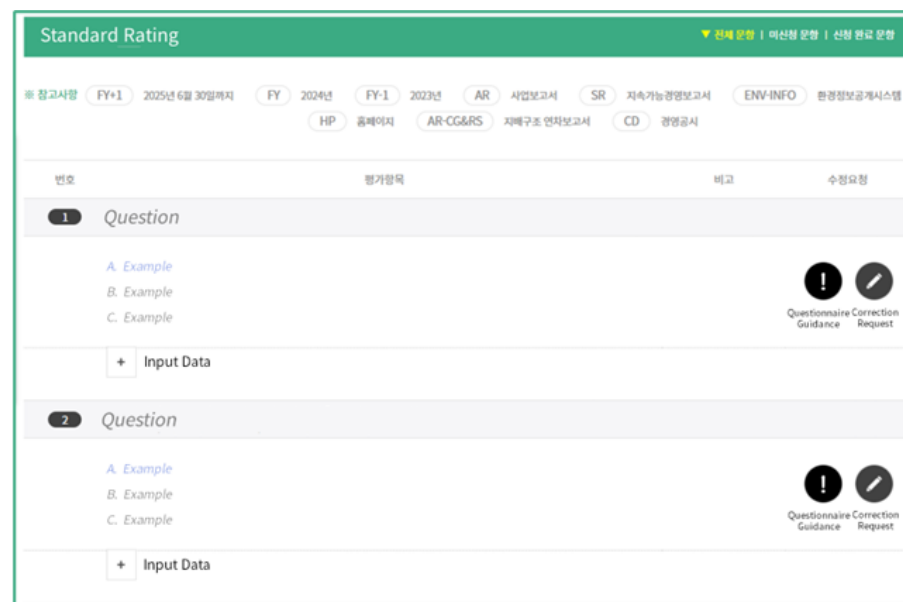 Standard Rating
▼ 전체 문항 | 미신청 문항 | 신청 완료 문항
※ 참고사항 FY+1 2025년 6월 30일까지 FY 2024년 FY-1 2023년 AR 사업보고서 SR 지속가능경영보고서 ENV-INFO 환경정보공개시스템
HP 홈페이지 AR-CG&RS 지배구조 연차보고서 CD 경영공시
번호 평가항목 비고 수정요청
1 Question
A. Example
B. Example
C. Example
! Questionnaire Guidance
Correction Request
+ Input Data
2 Question
A. Example
B. Example
C. Example
! Questionnaire Guidance
Correction Request
+ Input Data